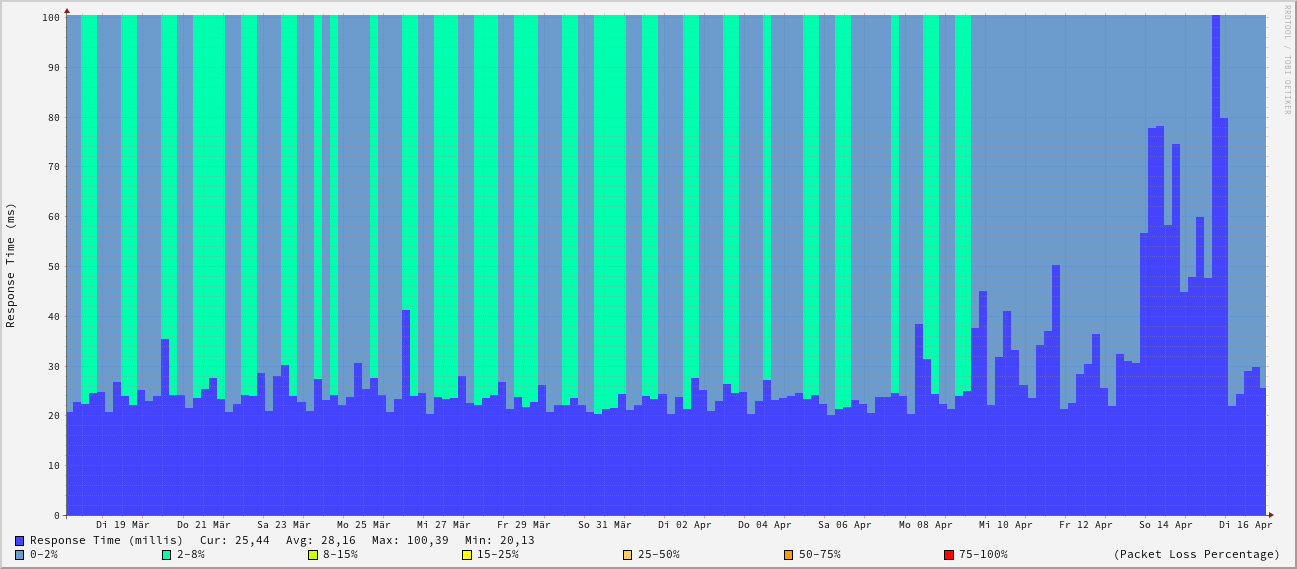 RRDTOOL / TOBI OETIKER
Response Time (ms)
100
90
80
70
60
50
40
30
20
10
0
Di 19 Mär Do 21 Mär Sa 23 Mär Mo 25 Mär Mi 27 Mär Fr 29 Mär So 31 Mär Di 02 Apr Do 04 Apr Sa 06 Apr Mo 08 Apr Mi 10 Apr Fr 12 Apr So 14 Apr Di 16 Apr
Response Time (millis) Cur: 25,44 Avg: 28,16 Max: 100,39 Min: 20,13
0-2% 2-8% 8-15% 15-25% 25-50% 50-75% 75-100% (Packet Loss Percentage)